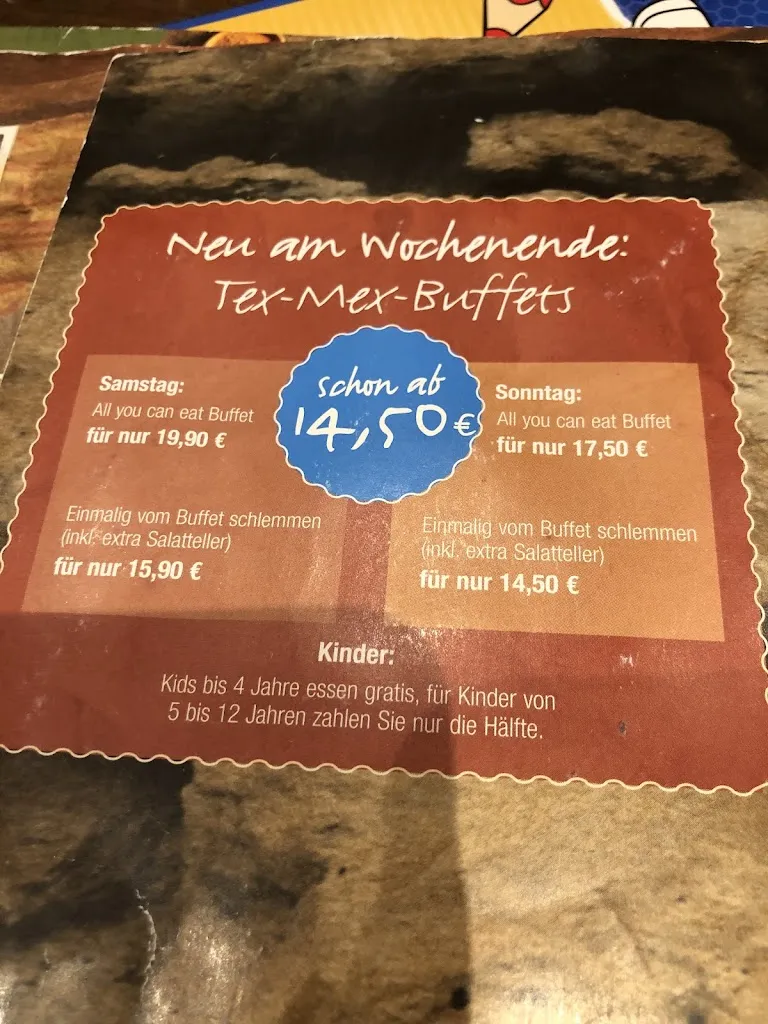 Neu am Wochenende:
Tex-Mex-Buffets
schon ab
14,50 €
Samstag:
All you can eat Buffet
für nur 19,90 €
Einmalig vom Buffet schlemmen
(inkl. extra Salatteller)
für nur 15,90 €
Sonntag:
All you can eat Buffet
für nur 17,50 €
Einmalig vom Buffet schlemmen
(inkl. extra Salatteller)
für nur 14,50 €
Kinder:
Kids bis 4 Jahre essen gratis, für Kinder von
5 bis 12 Jahren zahlen Sie nur die Hälfte.